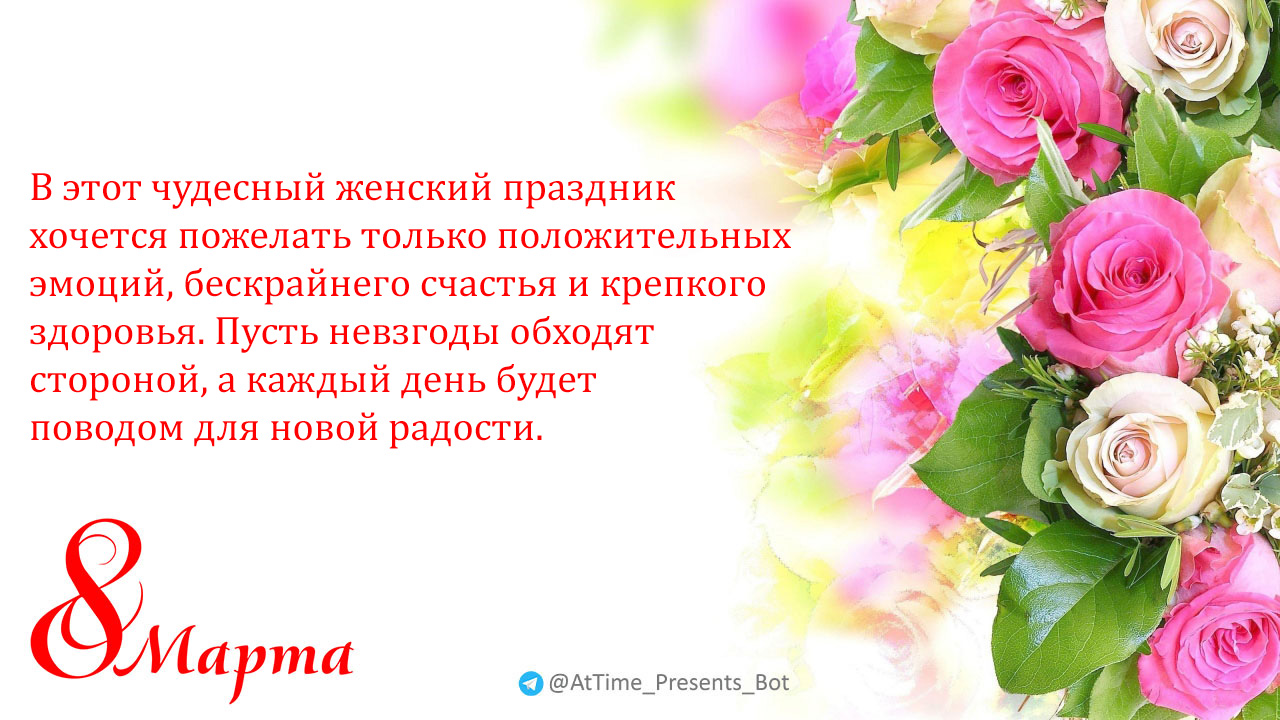 В этот чудесный женский праздник
хочется пожелать только положительных
эмоций, бескрайнего счастья и крепкого
здоровья. Пусть невзгоды обходят
стороной, а каждый день будет
поводом для новой радости.
8 Марта
@AtTime_Presents_Bot